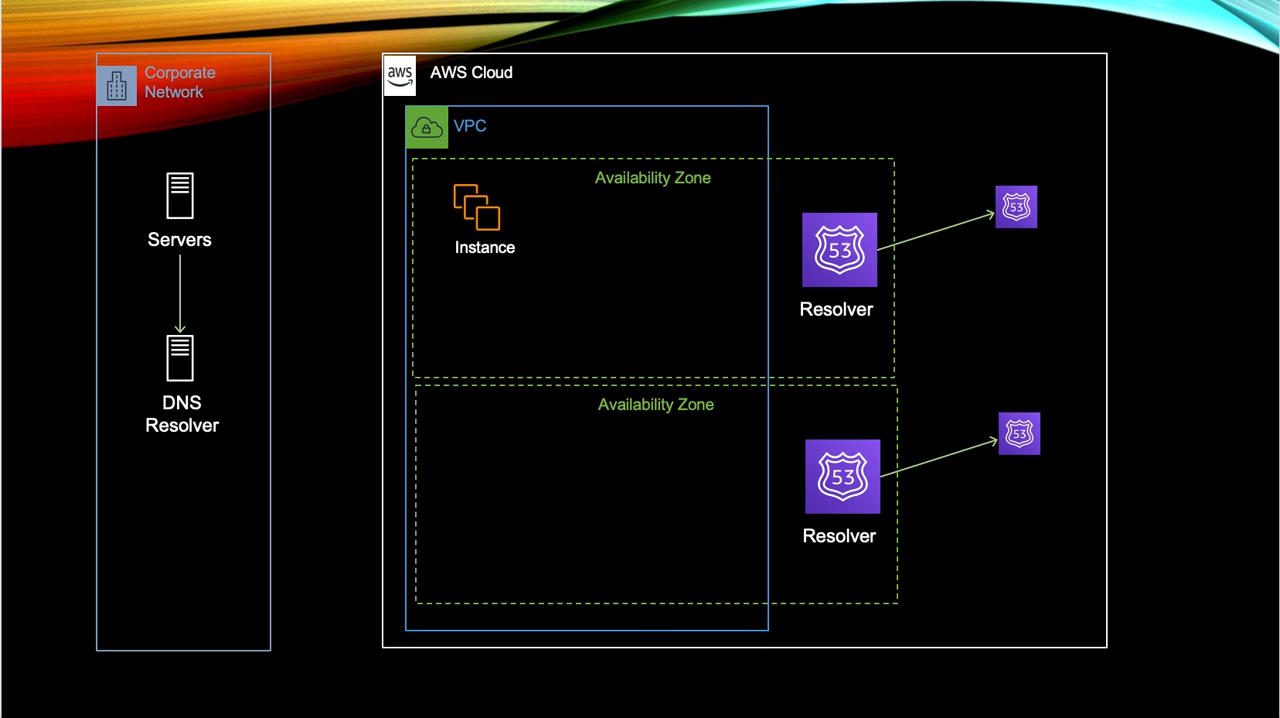 Corporate
Network
Servers
DNS
Resolver
aws
AWS Cloud
VPC
Availability Zone
Instance
53
Resolver
53
Availability Zone
53
Resolver
53